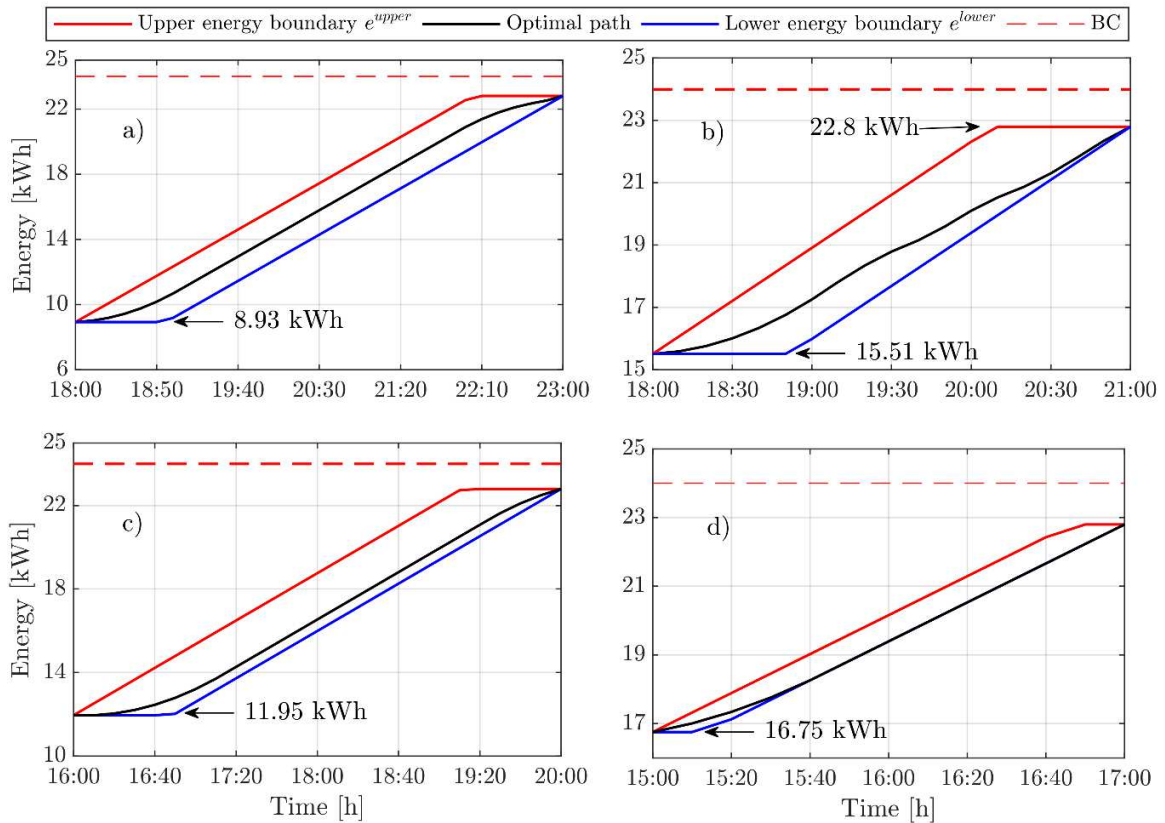 Upper energy boundary e^upper Optimal path Lower energy boundary e^lower BC
Energy [kWh]
25
22
18
14
10
6
a)
8.93 kWh
18:00 18:50 19:40 20:30 21:20 22:10 23:00
25
23
21
19
17
15
b)
22.8 kWh
15.51 kWh
18:00 18:30 19:00 19:30 20:00 20:30 21:00
Energy [kWh]
25
22
18
14
10
c)
11.95 kWh
16:00 16:40 17:20 18:00 18:40 19:20 20:00
Time [h]
25
23
21
19
17
d)
16.75 kWh
15:00 15:20 15:40 16:00 16:20 16:40 17:00
Time [h]